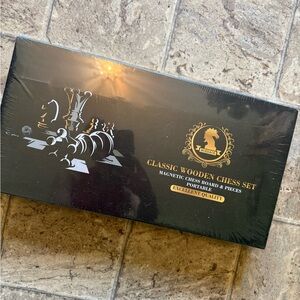 CLASSIC WOODEN CHESS SET
MAGNETIC CHESS BOARD & PIECES
PORTABLE
EXCELLENT QUALITY